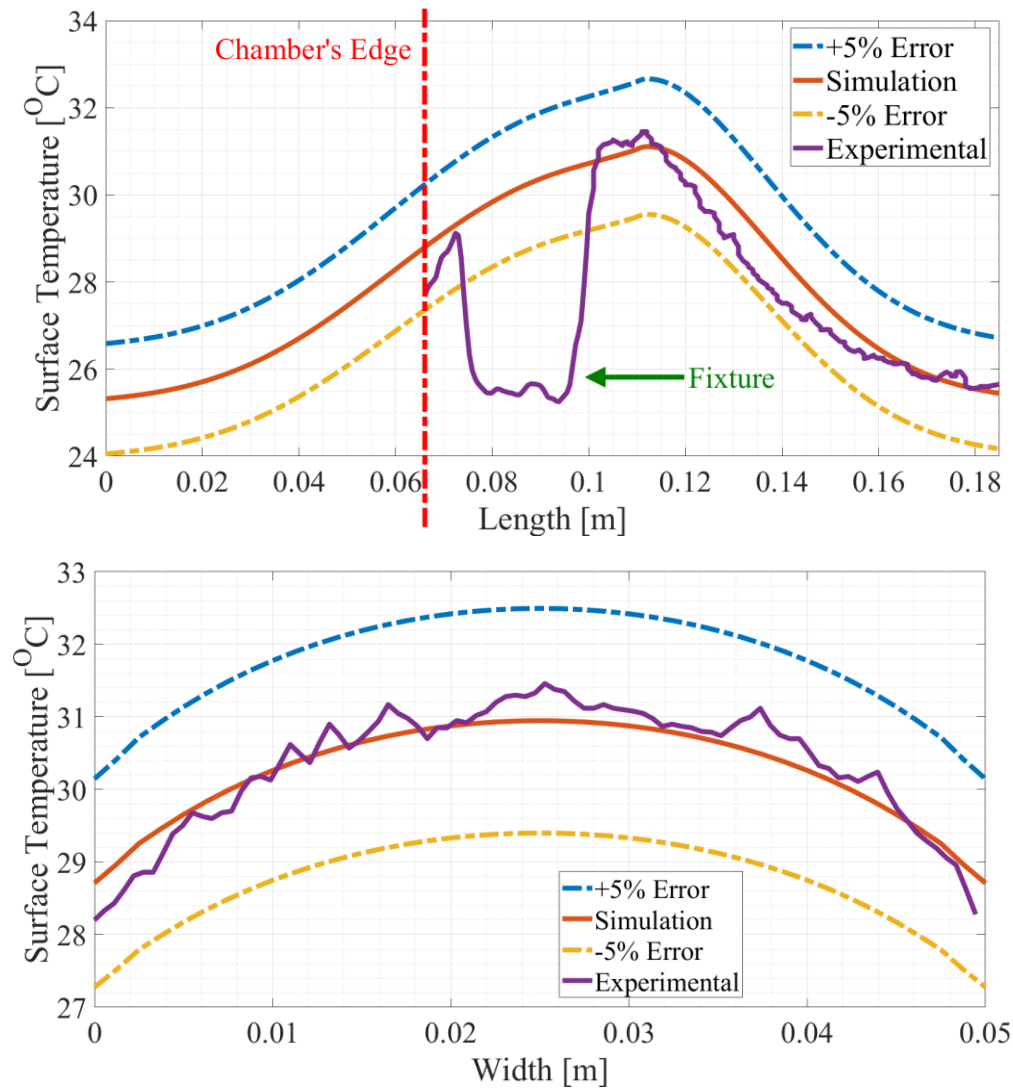 34
32
30
28
26
24
Surface Temperature [OC]
Chamber's Edge
+5% Error
Simulation
-5% Error
Experimental
Fixture
0
0.02
0.04
0.06
0.08
0.1
0.12
0.14
0.16
0.18
Length [m]
33
32
31
30
29
28
27
Surface Temperature [OC]
+5% Error
Simulation
-5% Error
Experimental
0
0.01
0.02
0.03
0.04
0.05
Width [m]